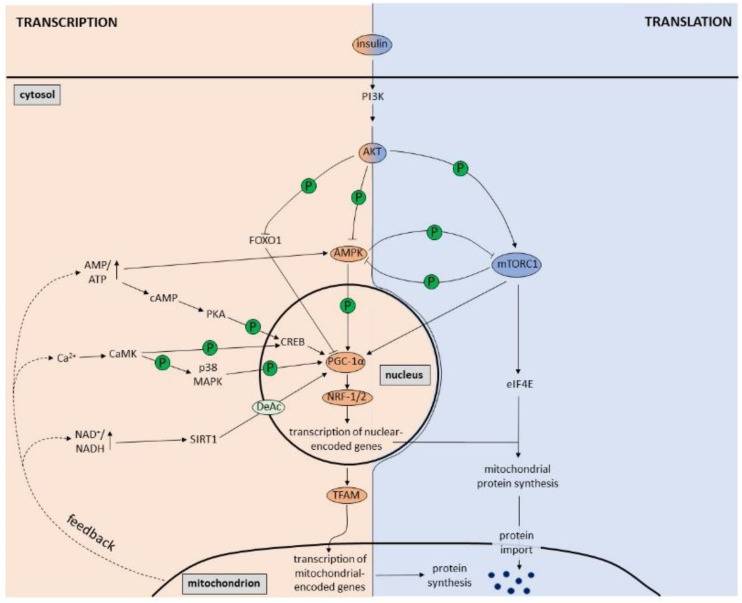 TRANSCRIPTION
TRANSLATION
insulin
cytosol
PI3K
AKT
P
P
P
FOXO1
AMPK
P
P
mTORC1
AMP/
ATP
cAMP
PKA
P
P
CREB
Ca²⁺
CaMK
P
P
p38
MAPK
P
PGC-1α
nucleus
NRF-1/2
eIF4E
DeAc
transcription of nuclear-
encoded genes
NAD⁺/
NADH
SIRT1
mitochondrial
protein synthesis
TFAM
feedback
protein
import
transcription of
mitochondrial-
encoded genes
protein
synthesis
mitochondrion